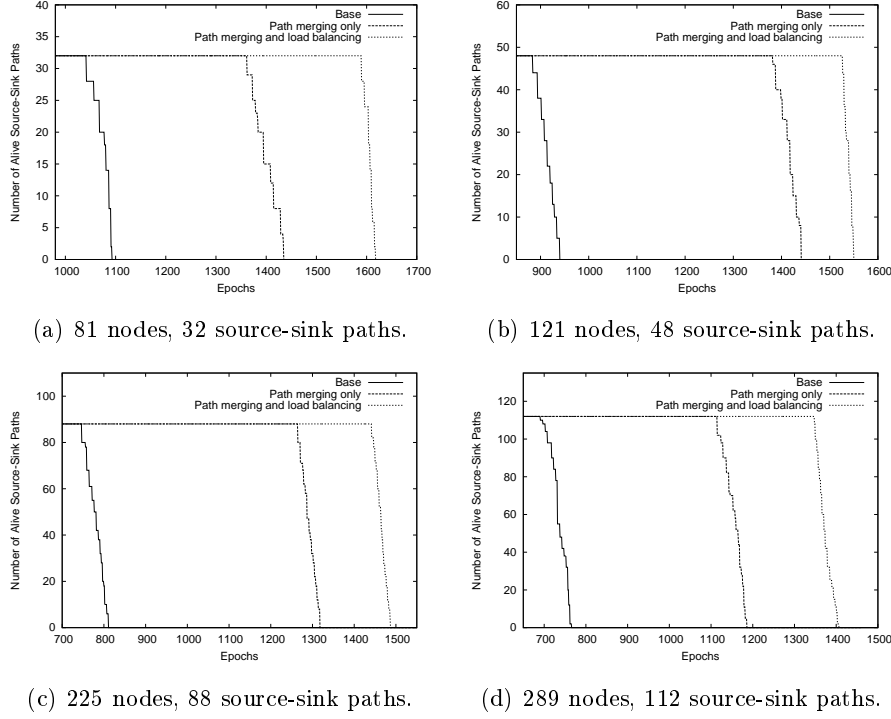 Base
Path merging only
Path merging and load balancing
40
35
30
25
20
15
10
5
0
Number of Alive Source-Sink Paths
1000 1100 1200 1300 1400 1500 1600 1700
Epochs
(a) 81 nodes, 32 source-sink paths.
Base
Path merging only
Path merging and load balancing
60
50
40
30
20
10
0
Number of Alive Source-Sink Paths
900 1000 1100 1200 1300 1400 1500 1600
Epochs
(b) 121 nodes, 48 source-sink paths.
Base
Path merging only
Path merging and load balancing
100
80
60
40
20
0
Number of Alive Source-Sink Paths
700 800 900 1000 1100 1200 1300 1400 1500
Epochs
(c) 225 nodes, 88 source-sink paths.
Base
Path merging only
Path merging and load balancing
120
100
80
60
40
20
0
Number of Alive Source-Sink Paths
700 800 900 1000 1100 1200 1300 1400 1500
Epochs
(d) 289 nodes, 112 source-sink paths.